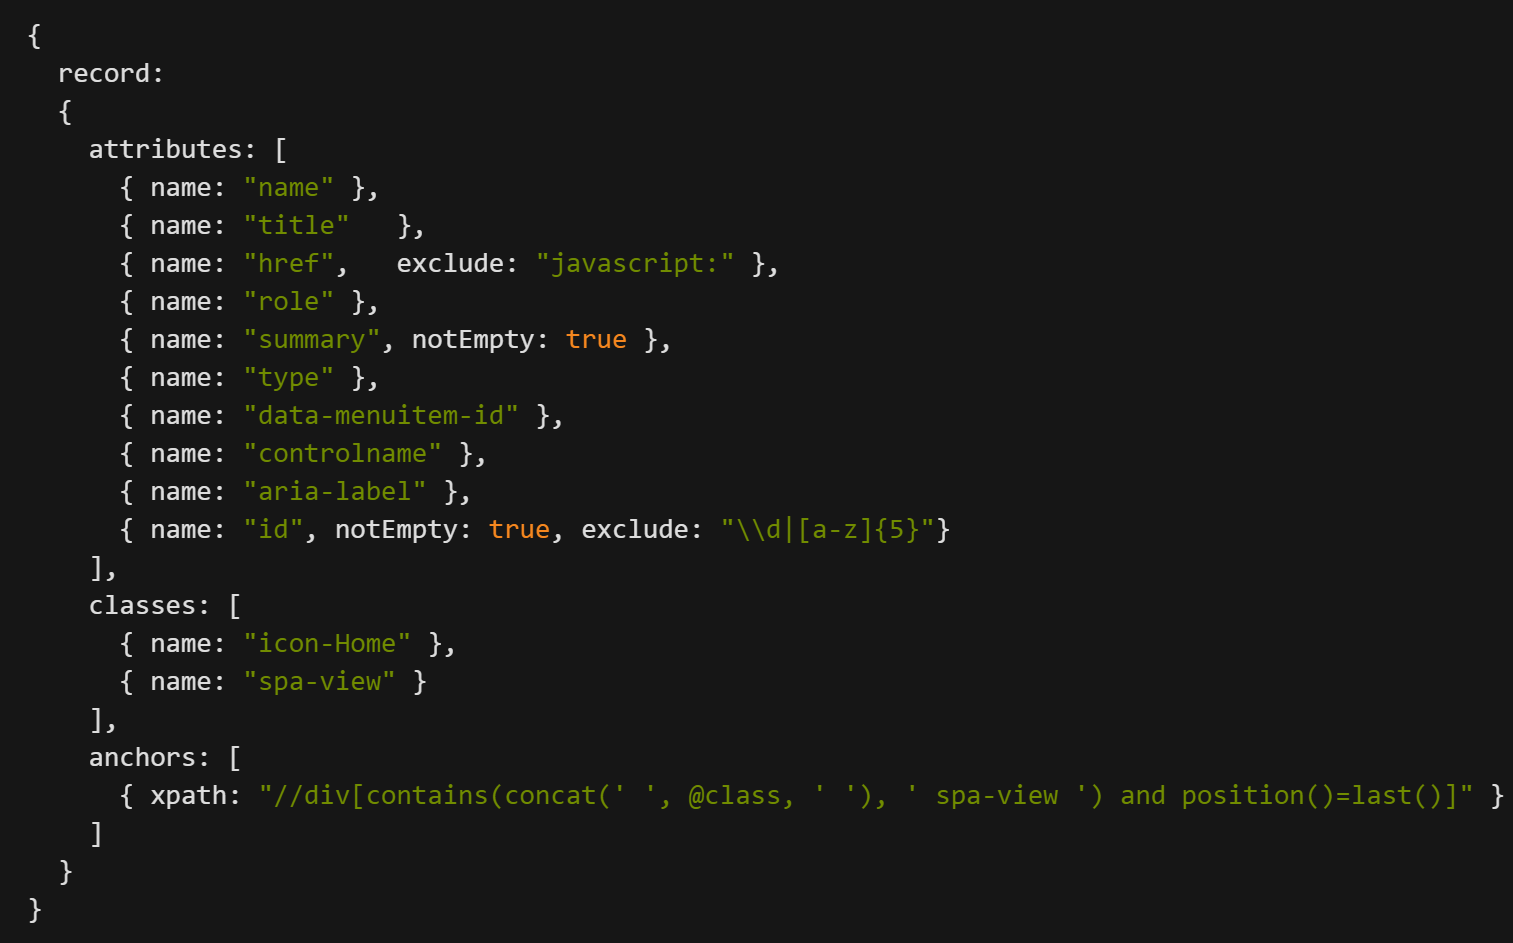 {
  record:
  {
    attributes: [
      { name: "name" },
      { name: "title"   },
      { name: "href",   exclude: "javascript:" },
      { name: "role" },
      { name: "summary", notEmpty: true },
      { name: "type" },
      { name: "data-menuitem-id" },
      { name: "controlname" },
      { name: "aria-label" },
      { name: "id", notEmpty: true, exclude: "\\d|[a-z]{5}"}
    ],
    classes: [
      { name: "icon-Home" },
      { name: "spa-view" }
    ],
    anchors: [
      { xpath: "//div[contains(concat(' ', @class, ' '), ' spa-view ') and position()=last()]" }
    ]
  }
}